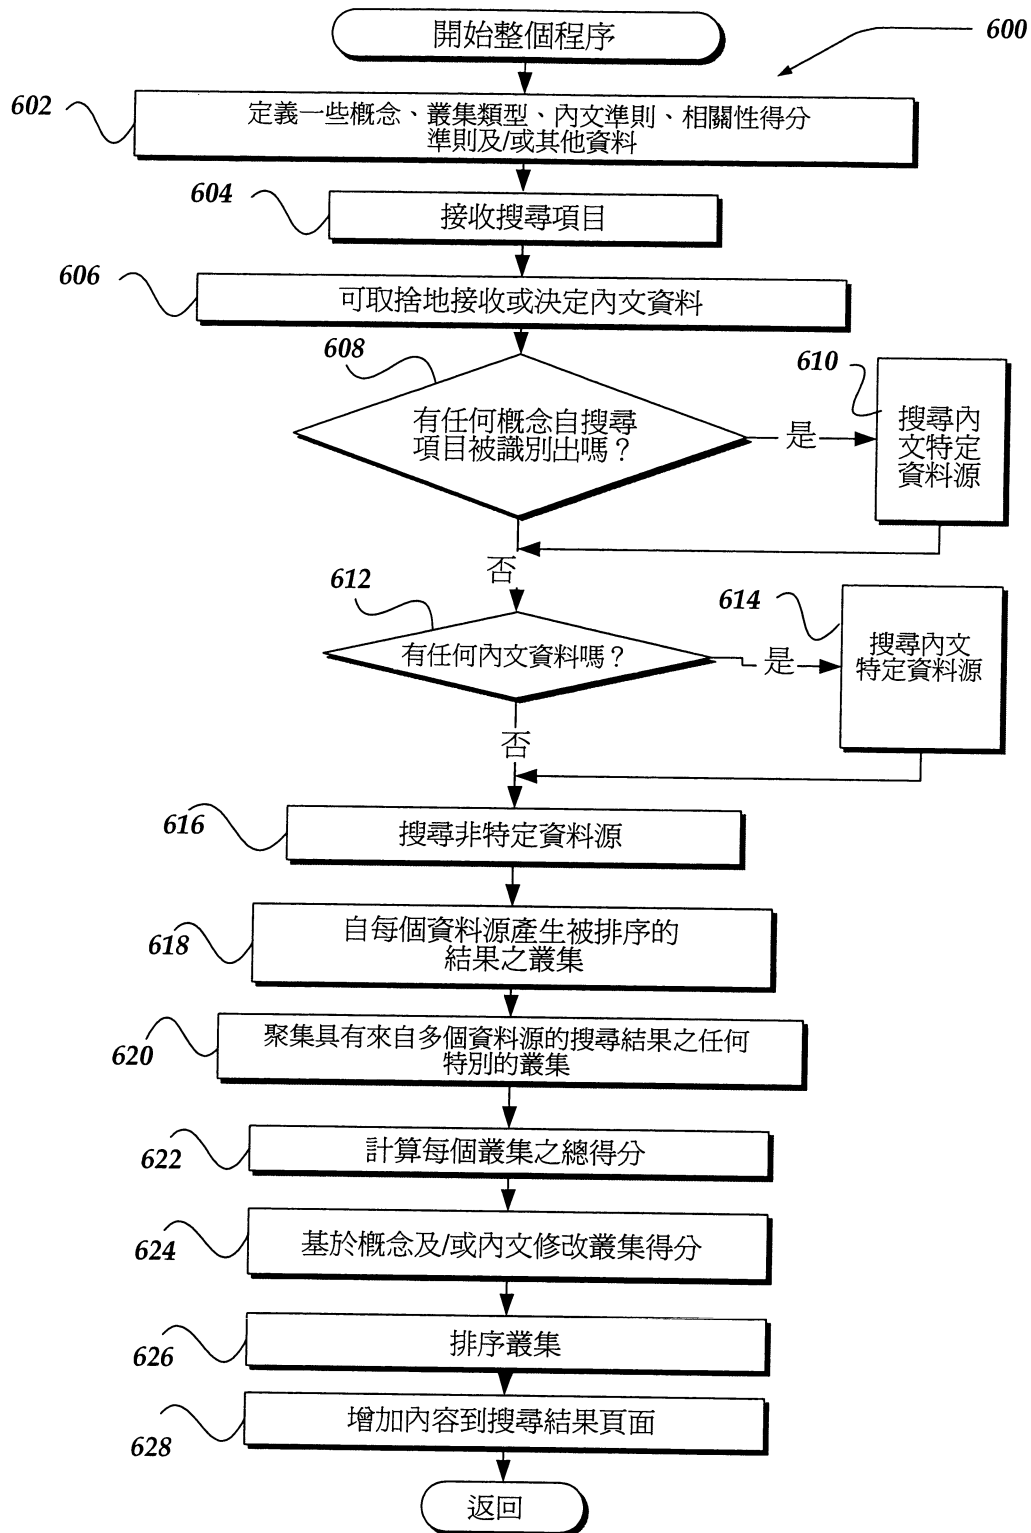 開始整個程序
600
602
定義一些概念、叢集類型、內文準則、相關性得分
準則及/或其他資料
604
接收搜尋項目
606
可取捨地接收或決定內文資料
608
有任何概念自搜尋
項目被識別出嗎？
是
610
搜尋內
文特定
資料源
否
612
有任何內文資料嗎？
是
614
搜尋內文
特定資料源
否
616
搜尋非特定資料源
618
自每個資料源產生被排序的
結果之叢集
620
聚集具有來自多個資料源的搜尋結果之任何
特別的叢集
622
計算每個叢集之總得分
624
基於概念及/或內文修改叢集得分
626
排序叢集
628
增加內容到搜尋結果頁面
返回